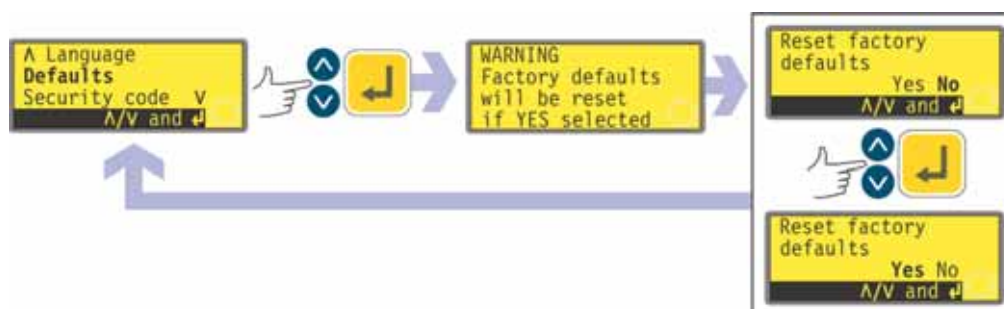 Λ Language
Defaults
Security code V
Λ/V and ↵
WARNING
Factory defaults
will be reset
if YES selected
Reset factory
defaults
Yes No
Λ/V and ↵
Reset factory
defaults
Yes No
Λ/V and ↵